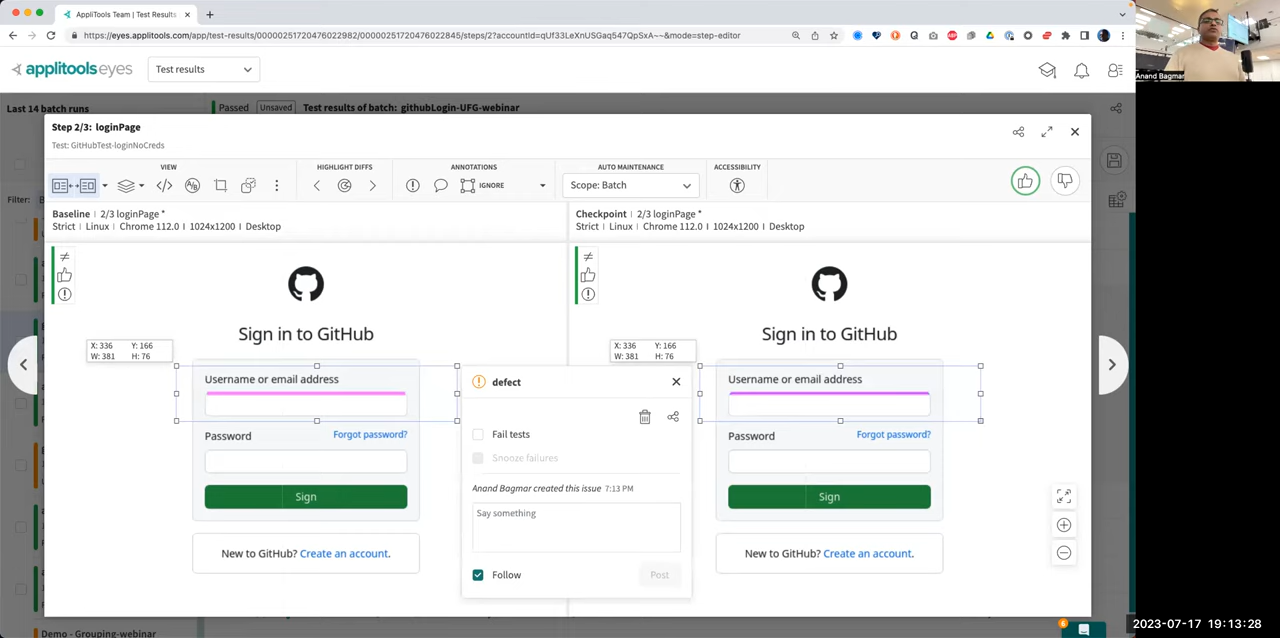 AppliTools Team | Test Results
https://eyes.applitools.com/app/test-results/00000251720476022982/00000251720476022845/steps/2?accountId=qUf33LeXnUSGaq547QpSxA~~&mode=step-editor
applitools eyes
Test results
Last 14 batch runs
Passed Unsaved Test results of batch: githubLogin-UFG-webinar
Step 2/3: loginPage
Test: GitHubTest-loginNoCreds
VIEW
HIGHLIGHT DIFFS
ANNOTATIONS
AUTO MAINTENANCE
ACCESSIBILITY
IGNORE
Scope: Batch
Filter:
Baseline | 2/3 loginPage *
Strict | Linux | Chrome 112.0 | 1024x1200 | Desktop
Checkpoint | 2/3 loginPage *
Strict | Linux | Chrome 112.0 | 1024x1200 | Desktop
Sign in to GitHub
X: 336 Y: 166
W: 381 H: 76
Username or email address
Password Forgot password?
Sign
New to GitHub? Create an account.
defect
Fail tests
Snooze failures
Anand Bagmar created this issue 7:13 PM
Say something
Follow
Post
Sign in to GitHub
X: 336 Y: 166
W: 381 H: 76
Username or email address
Password Forgot password?
Sign
New to GitHub? Create an account.
Demo - Grouping-webinar
6
Anand Bagmar
2023-07-17 19:13:28